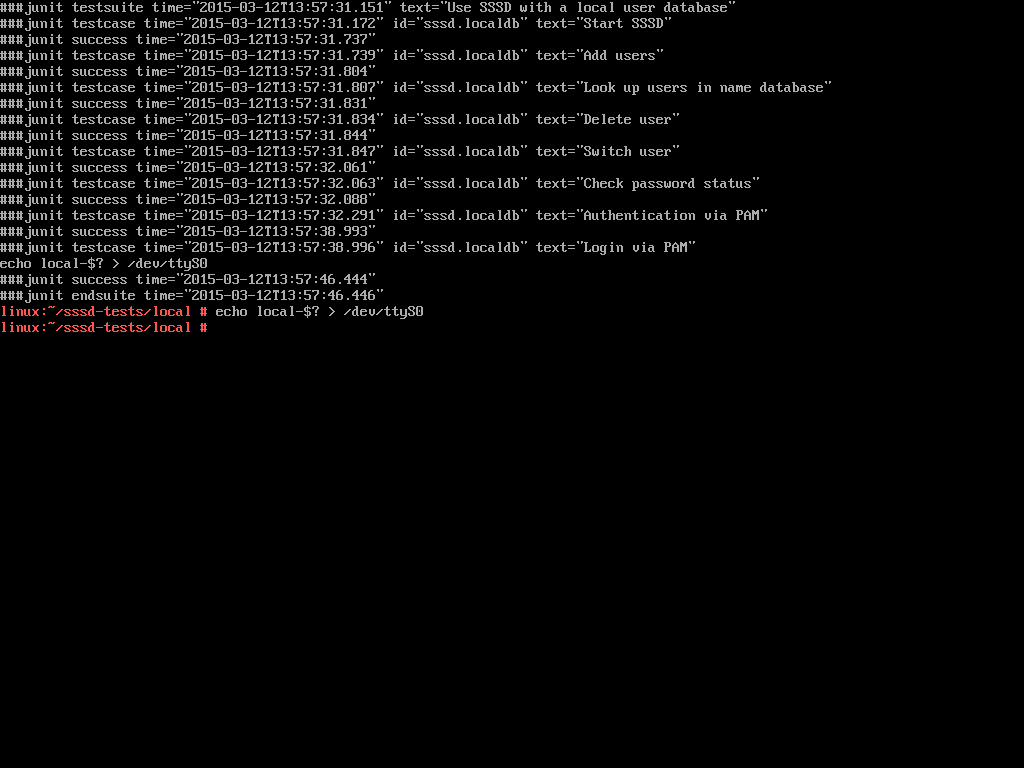 ###junit testsuite time="2015-03-12T13:57:31.151" text="Use SSSD with a local user database"
###junit testcase time="2015-03-12T13:57:31.172" id="sssd.localdb" text="Start SSSD"
###junit success time="2015-03-12T13:57:31.737"
###junit testcase time="2015-03-12T13:57:31.739" id="sssd.localdb" text="Add users"
###junit success time="2015-03-12T13:57:31.804"
###junit testcase time="2015-03-12T13:57:31.807" id="sssd.localdb" text="Look up users in name database"
###junit success time="2015-03-12T13:57:31.831"
###junit testcase time="2015-03-12T13:57:31.834" id="sssd.localdb" text="Delete user"
###junit success time="2015-03-12T13:57:31.844"
###junit testcase time="2015-03-12T13:57:31.847" id="sssd.localdb" text="Switch user"
###junit success time="2015-03-12T13:57:32.061"
###junit testcase time="2015-03-12T13:57:32.063" id="sssd.localdb" text="Check password status"
###junit success time="2015-03-12T13:57:32.088"
###junit testcase time="2015-03-12T13:57:32.291" id="sssd.localdb" text="Authentication via PAM"
###junit success time="2015-03-12T13:57:38.993"
###junit testcase time="2015-03-12T13:57:38.996" id="sssd.localdb" text="Login via PAM"
echo local-$? > /dev/ttyS0
###junit success time="2015-03-12T13:57:46.444"
###junit endsuite time="2015-03-12T13:57:46.446"
linux:~/sssd-tests/local # echo local-$? > /dev/ttyS0
linux:~/sssd-tests/local #